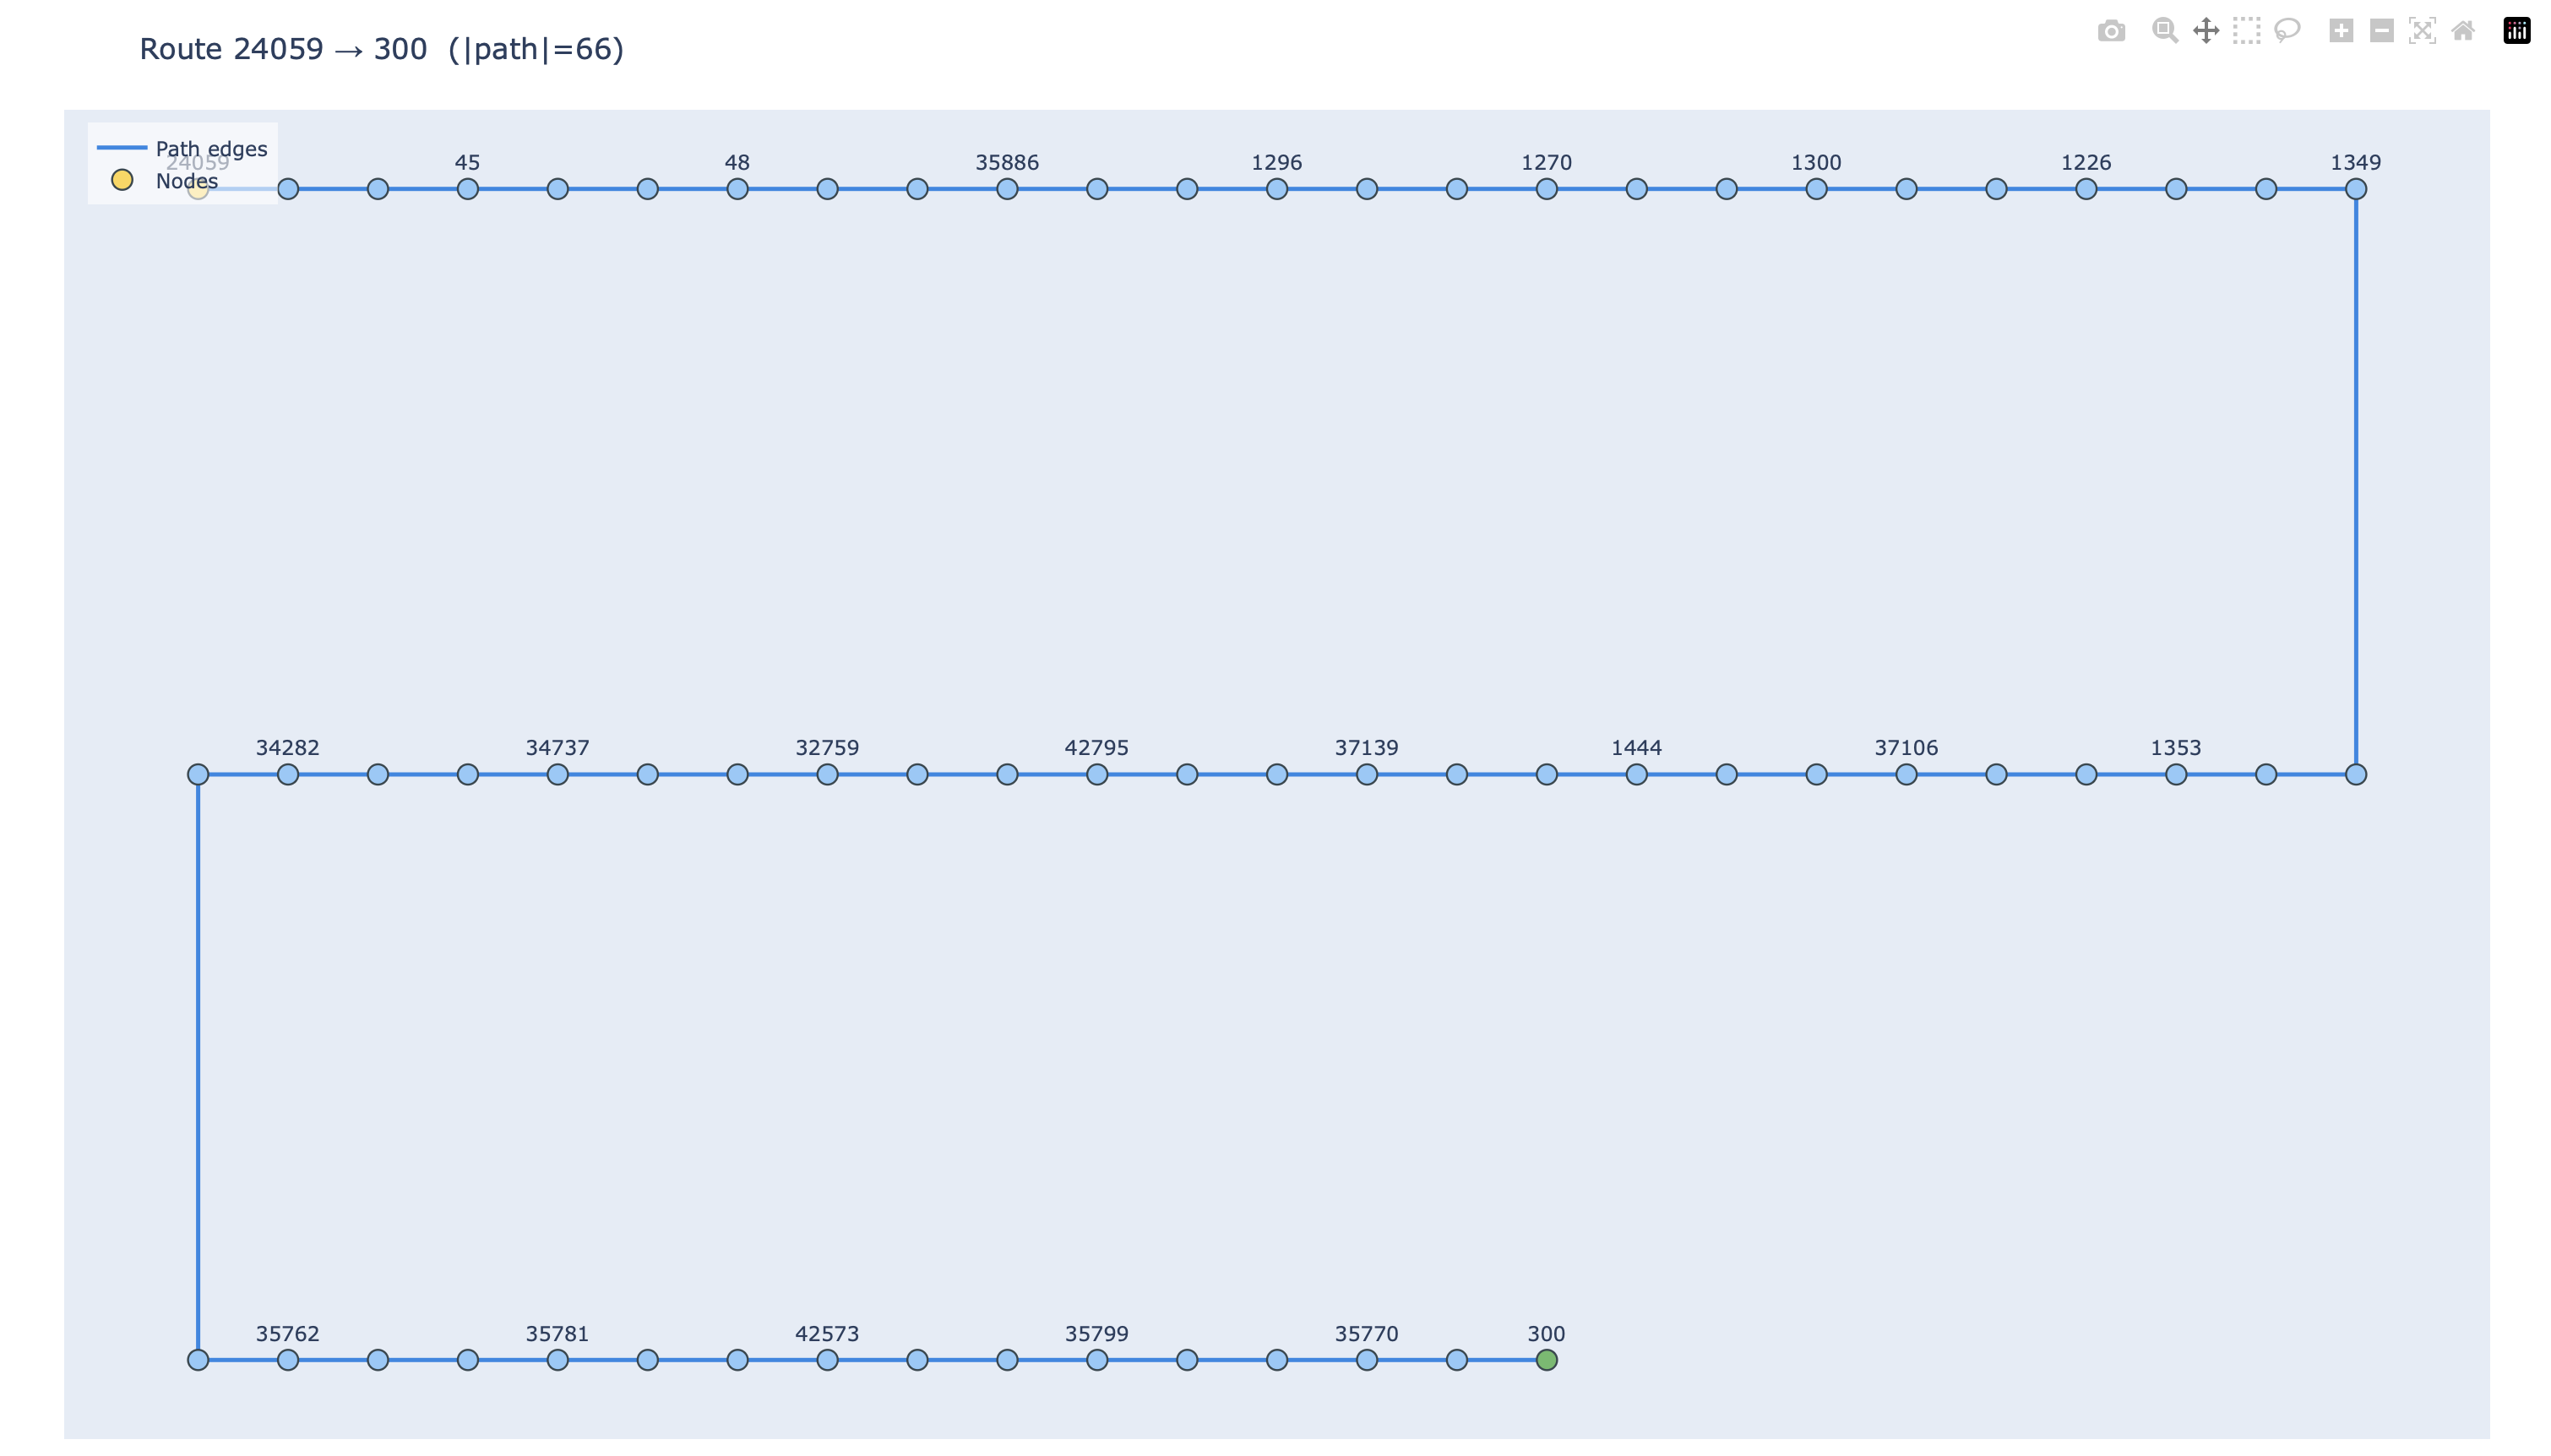 Route 24059 → 300 (|path|=66)
Path edges
Nodes
24059 45 48 35886 1296 1270 1300 1226 1349
34282 34737 32759 42795 37139 1444 37106 1353
35762 35781 42573 35799 35770 300